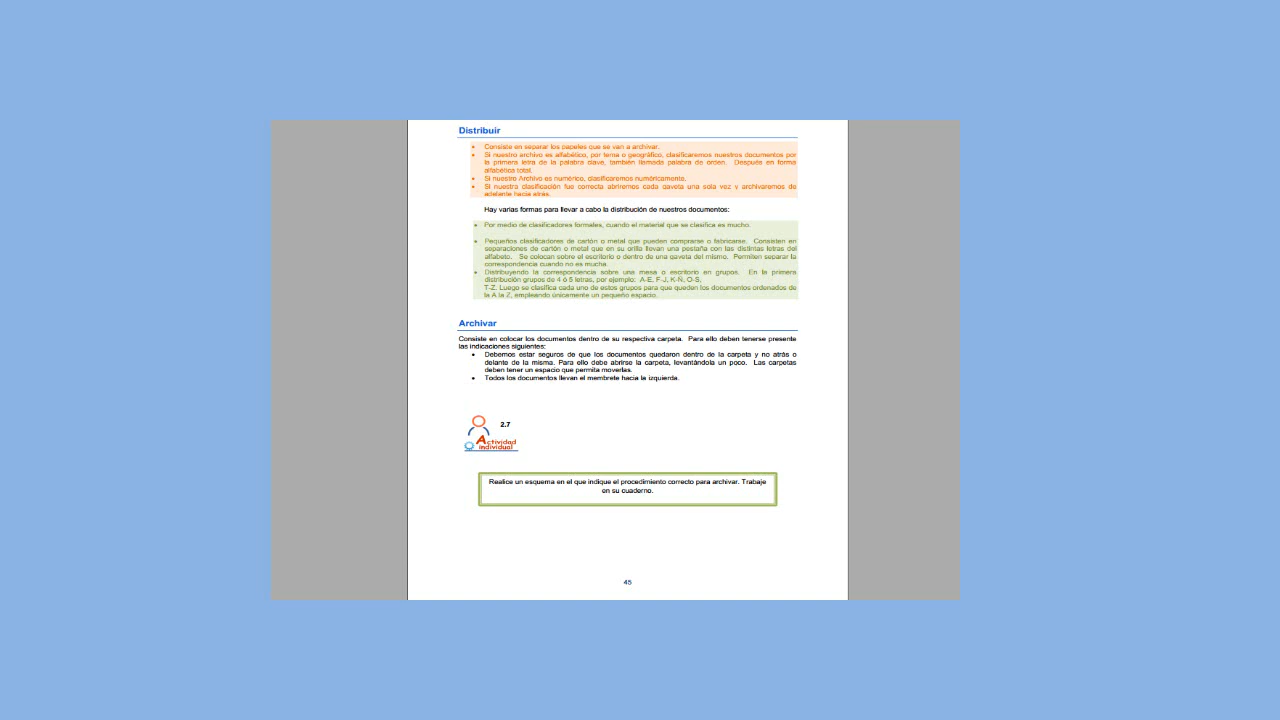 Distribuir
• Consiste en separar los papeles que se van a archivar.
• Si nuestro archivo es alfabético, por tema o geográfico, clasificaremos nuestros documentos por
la primera letra de la palabra clave, también llamada palabra de orden. Después en forma
alfabética total.
• Si nuestro Archivo es numérico, clasificaremos numéricamente.
• Si nuestra clasificación fue correcta abriremos cada gaveta una sola vez y archivaremos de
adelante hacia atrás.
Hay varias formas para llevar a cabo la distribución de nuestros documentos:
• Por medio de clasificadores formales, cuando el material que se clasifica es mucho.
• Pequeños clasificadores de cartón o metal que pueden comprarse o fabricarse. Consisten en
separaciones de cartón o metal que en su orilla llevan una pestaña con las distintas letras del
alfabeto. Se colocan sobre el escritorio o dentro de una gaveta del mismo. Permiten separar la
correspondencia cuando no es mucha.
• Distribuyendo la correspondencia sobre una mesa o escritorio en grupos. En la primera
distribución grupos de 4 ó 5 letras, por ejemplo: A-E, F-J, K-Ñ, O-S,
T-Z. Luego se clasifica cada uno de estos grupos para que queden los documentos ordenados de
la A la Z, empleando únicamente un pequeño espacio.
Archivar
Consiste en colocar los documentos dentro de su respectiva carpeta. Para ello deben tenerse presente
las indicaciones siguientes:
• Debemos estar seguros de que los documentos quedaron dentro de la carpeta y no atrás o
delante de la misma. Para ello debe abrirse la carpeta, levantándola un poco. Las carpetas
deben tener un espacio que permita moverlas.
• Todos los documentos llevan el membrete hacia la izquierda.
2.7
Actividad
individual
Realice un esquema en el que indique el procedimiento correcto para archivar. Trabaje
en su cuaderno.
45